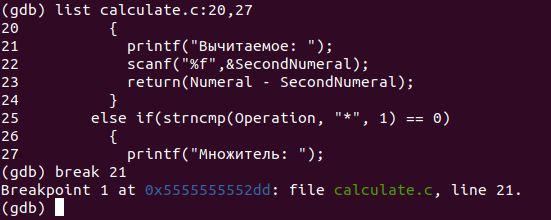 (gdb) list calculate.c:20,27
20            {
21              printf("Вычитаемое: ");
22              scanf("%f",&SecondNumeral);
23              return(Numeral - SecondNumeral);
24            }
25          else if(strncmp(Operation, "*", 1) == 0)
26            {
27              printf("Множитель: ");
(gdb) break 21
Breakpoint 1 at 0x5555555552dd: file calculate.c, line 21.
(gdb)